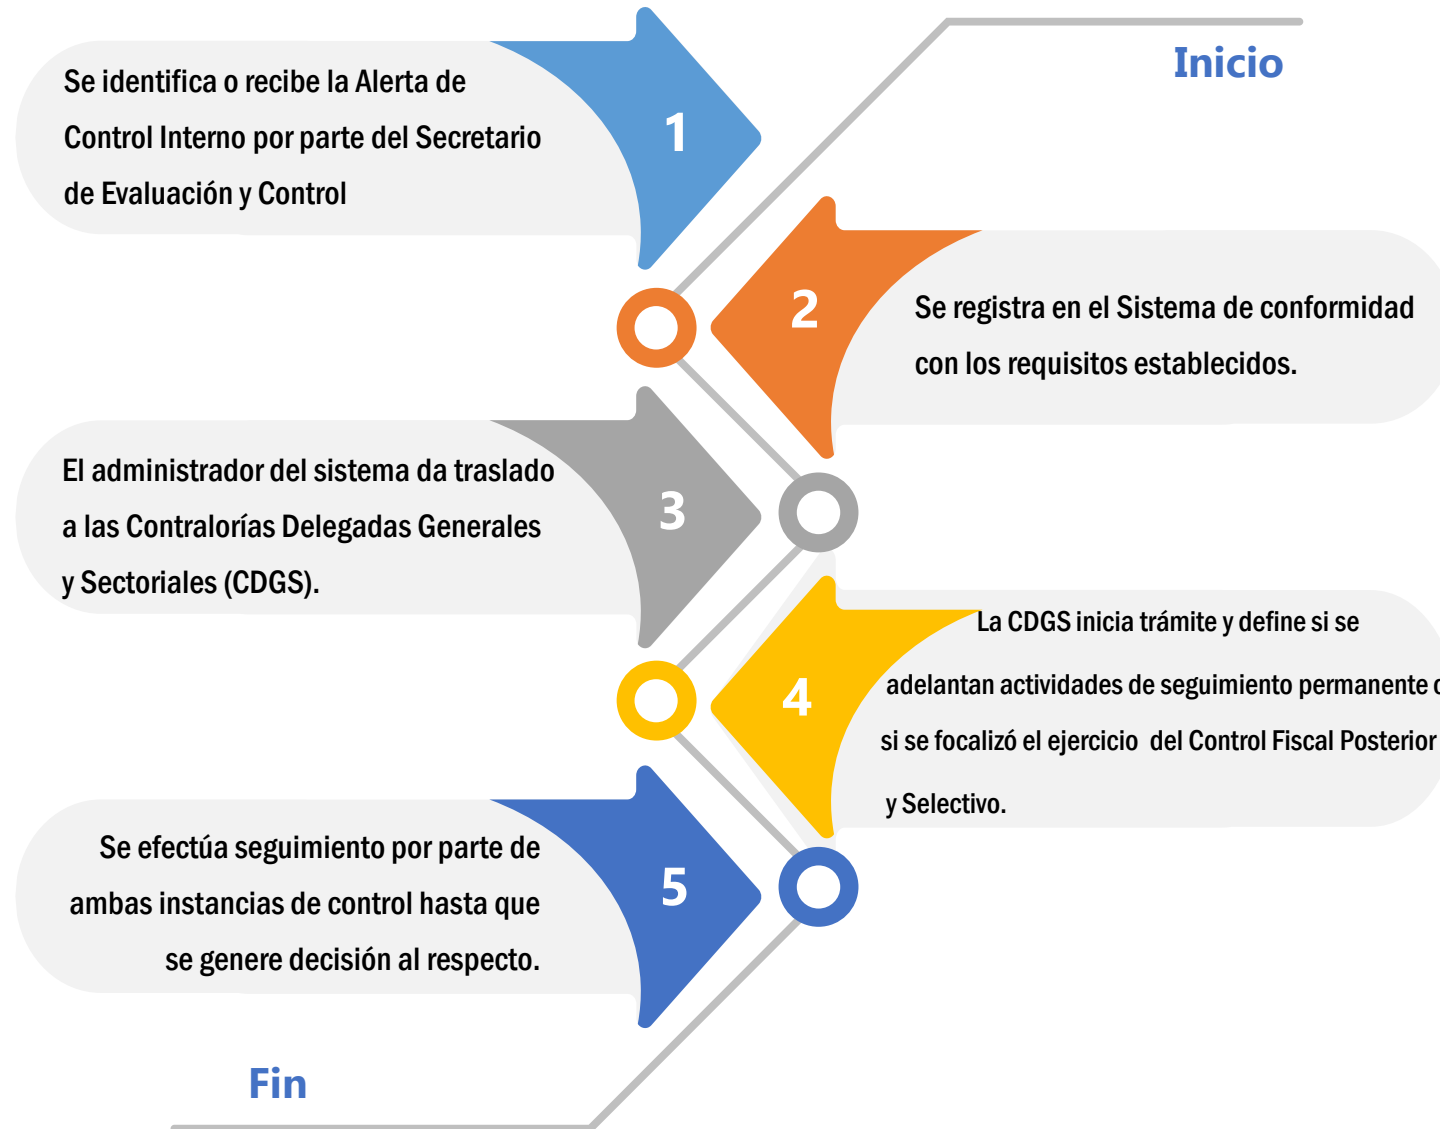 Inicio
1
Se identifica o recibe la Alerta de
Control Interno por parte del Secretario
de Evaluación y Control
2
Se registra en el Sistema de conformidad
con los requisitos establecidos.
3
El administrador del sistema da traslado
a las Contralorías Delegadas Generales
y Sectoriales (CDGS).
4
La CDGS inicia trámite y define si se
adelantan actividades de seguimiento permanente
si se focalizó el ejercicio del Control Fiscal Posterior
y Selectivo.
5
Se efectúa seguimiento por parte de
ambas instancias de control hasta que
se genere decisión al respecto.
Fin